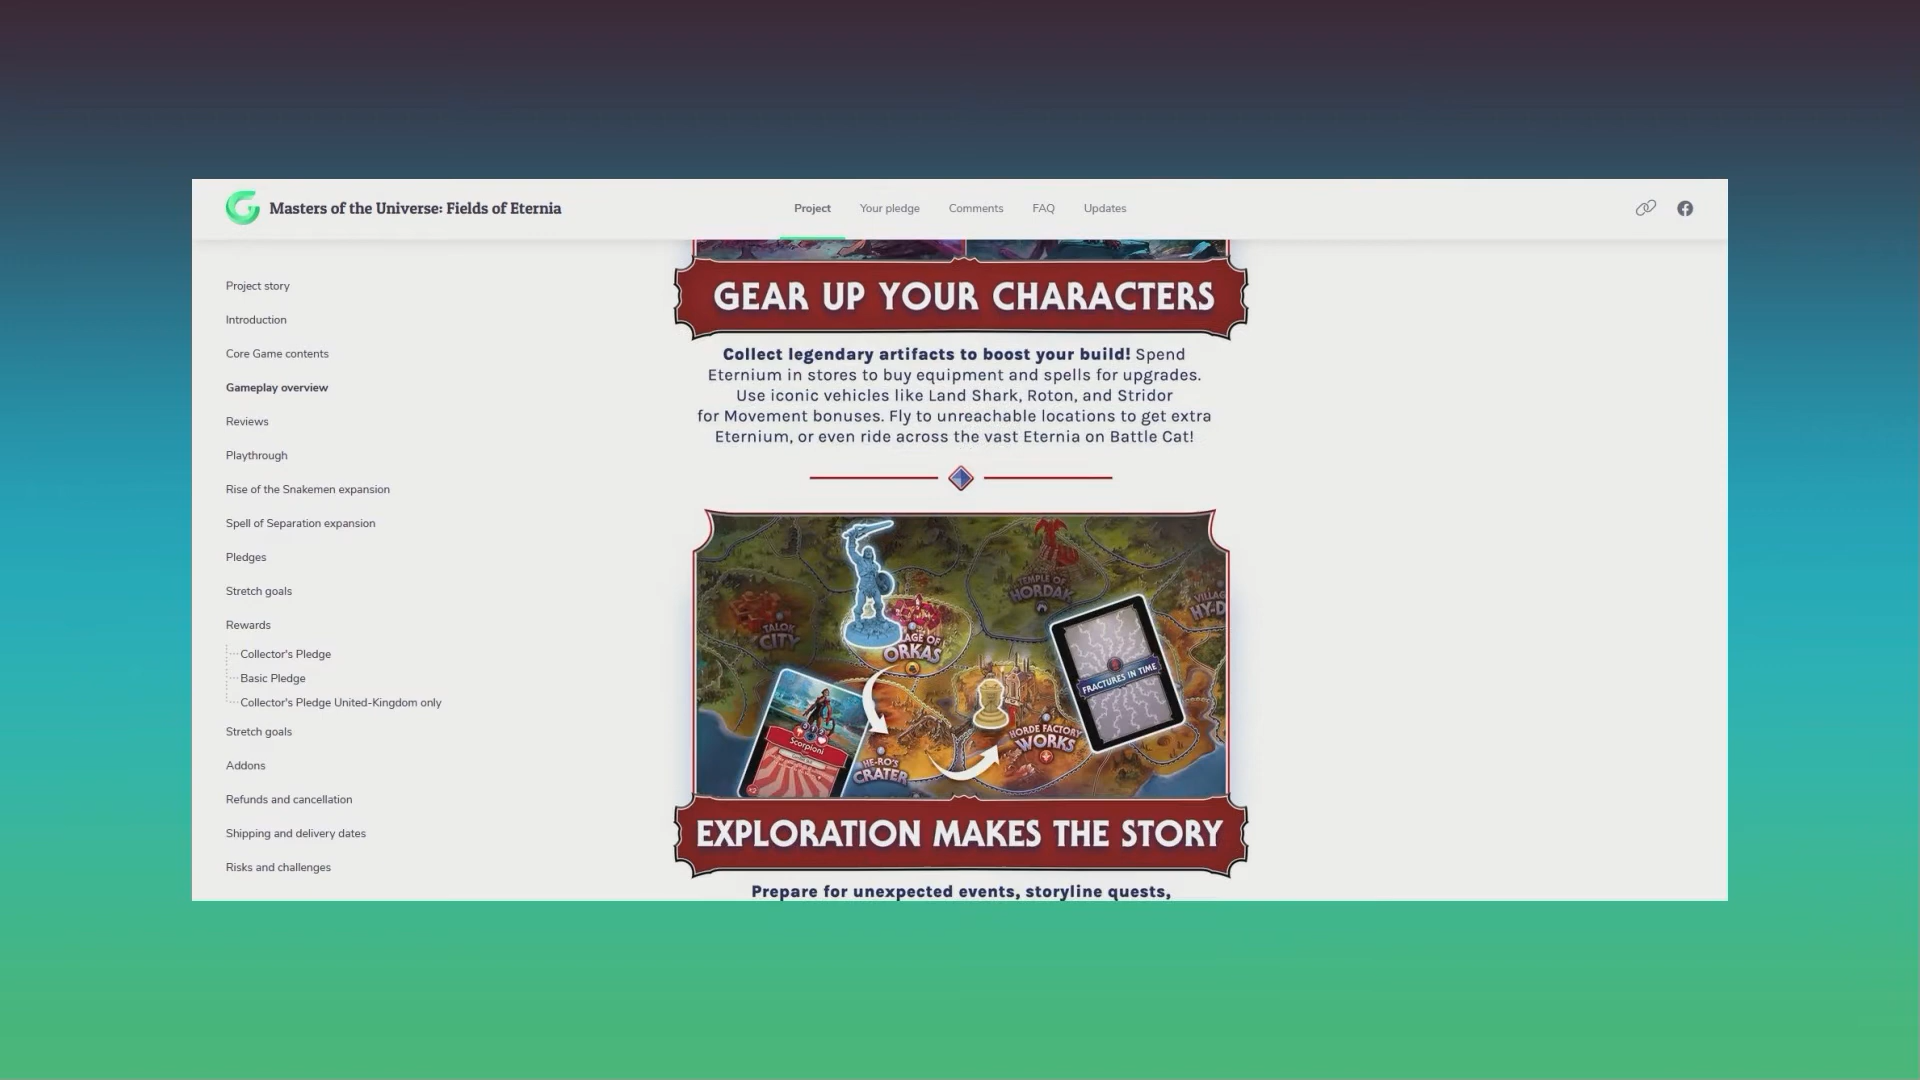 Masters of the Universe: Fields of Eternia
Project
Your pledge
Comments
FAQ
Updates
Project story
Introduction
Core Game contents
Gameplay overview
Reviews
Playthrough
Rise of the Snakemen expansion
Spell of Separation expansion
Pledges
Stretch goals
Rewards
Collector's Pledge
Basic Pledge
Collector's Pledge United-Kingdom only
Stretch goals
Addons
Refunds and cancellation
Shipping and delivery dates
Risks and challenges
GEAR UP YOUR CHARACTERS
Collect legendary artifacts to boost your build! Spend
Eternium in stores to buy equipment and spells for upgrades.
Use iconic vehicles like Land Shark, Roton, and Stridor
for Movement bonuses. Fly to unreachable locations to get extra
Eternium, or even ride across the vast Eternia on Battle Cat!
TEMPLE OF
HORDAK
TALOK
CITY
ORKAS
FRACTURES IN TIME
HORDE FACTORY
WORKS
Scorpioni
HE-RO'S
CRATER
EXPLORATION MAKES THE STORY
Prepare for unexpected events, storyline quests,